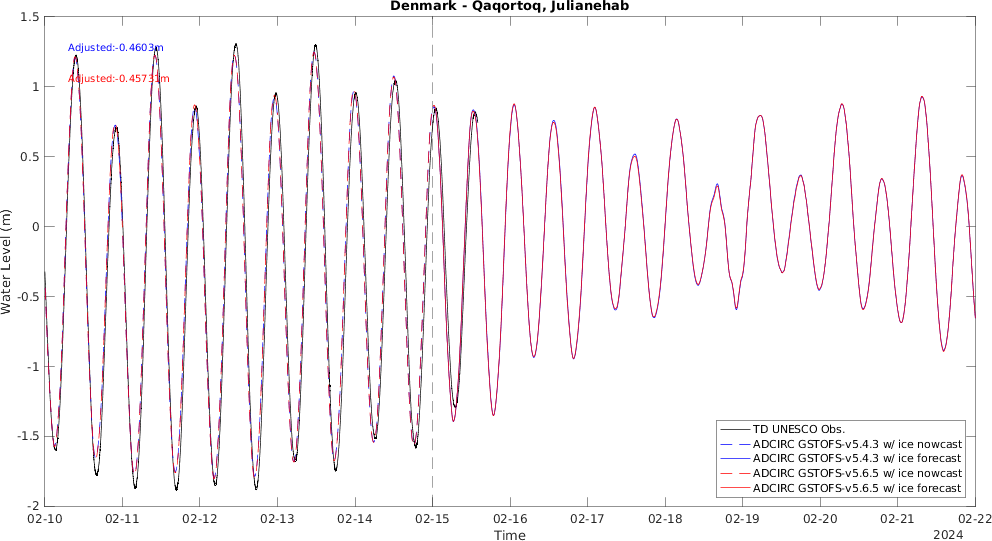 Denmark - Qaqortoq, Julianehab
1.5
1
0.5
0
-0.5
-1
-1.5
-2
Water Level (m)
Adjusted:-0.4603m
Adjusted:-0.45731m
TD UNESCO Obs.
ADCIRC GSTOFS-v5.4.3 w/ ice nowcast
ADCIRC GSTOFS-v5.4.3 w/ ice forecast
ADCIRC GSTOFS-v5.6.5 w/ ice nowcast
ADCIRC GSTOFS-v5.6.5 w/ ice forecast
02-10 02-11 02-12 02-13 02-14 02-15 02-16 02-17 02-18 02-19 02-20 02-21 02-22
Time
2024